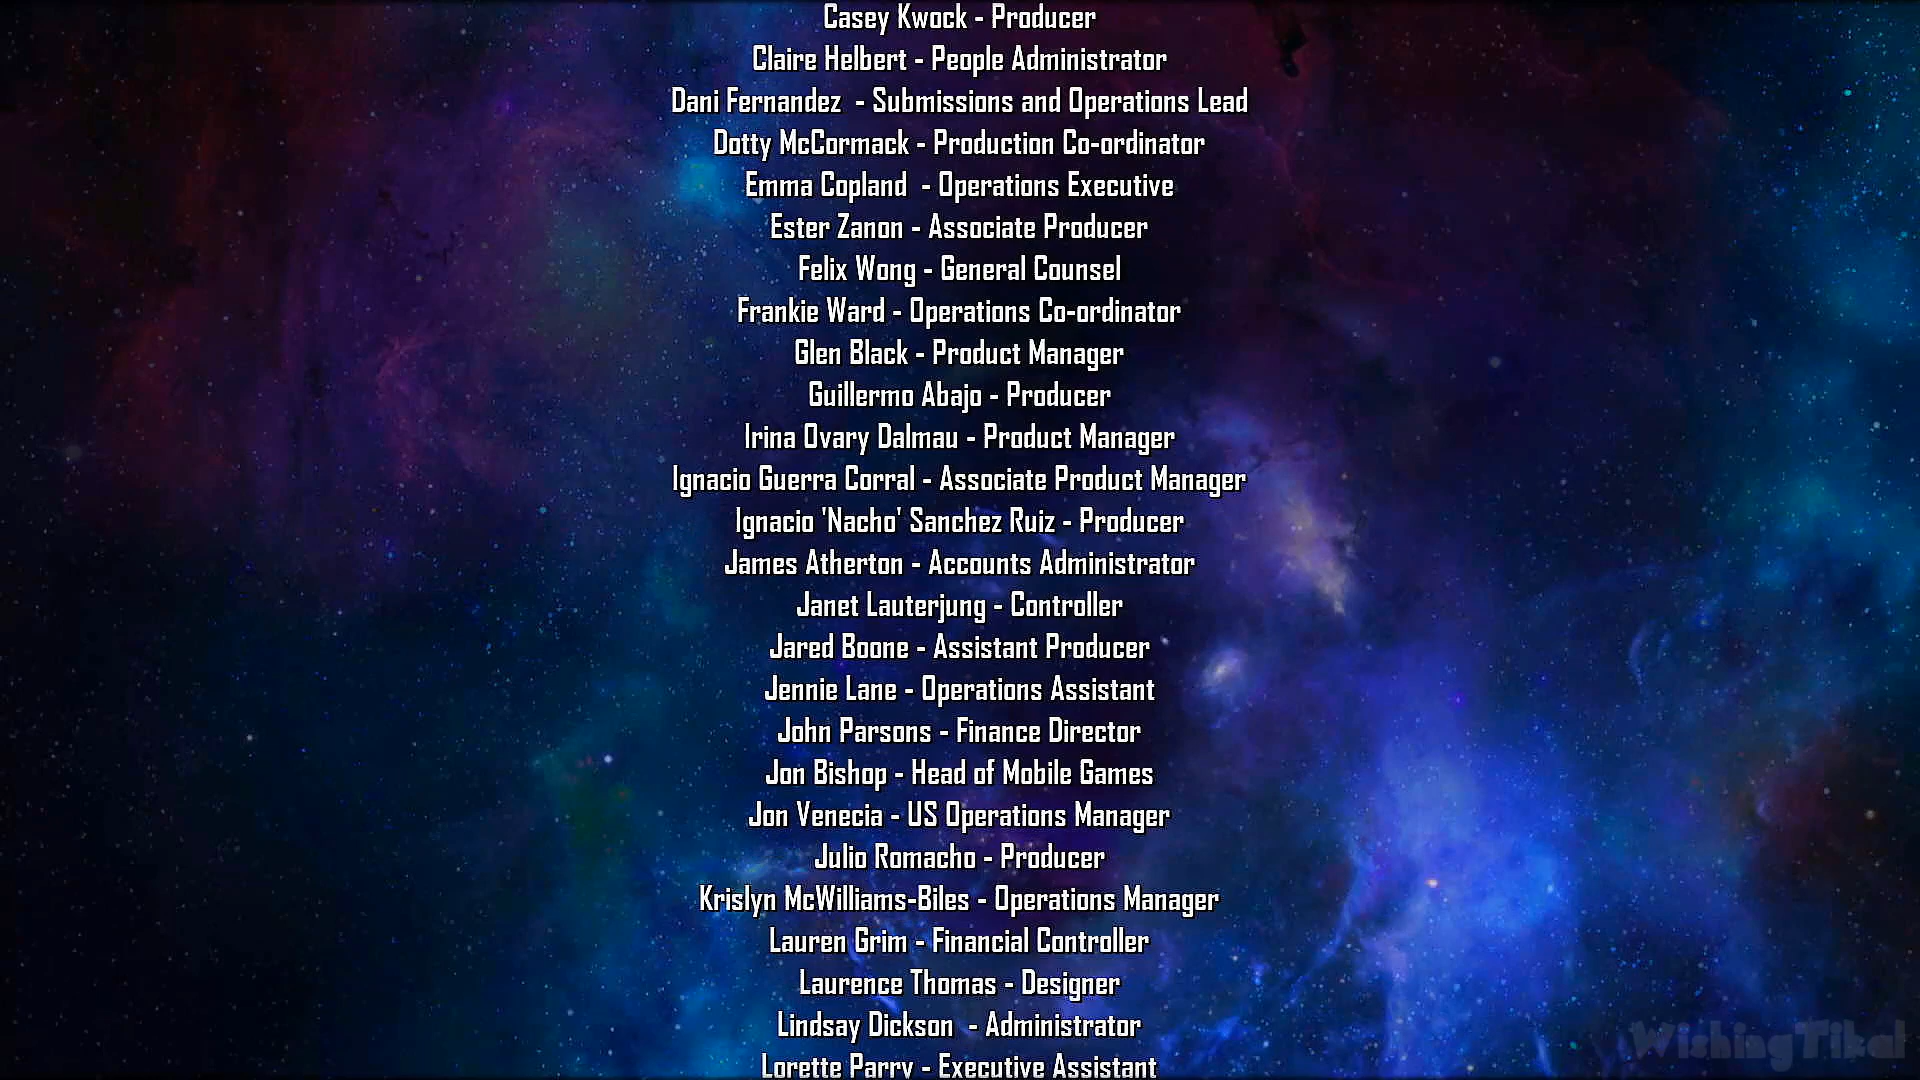 Casey Kwock - Producer
Claire Helbert - People Administrator
Dani Fernandez  - Submissions and Operations Lead
Dotty McCormack - Production Co-ordinator
Emma Copland  - Operations Executive
Ester Zanon - Associate Producer
Felix Wong - General Counsel
Frankie Ward - Operations Co-ordinator
Glen Black - Product Manager
Guillermo Abajo - Producer
Irina Ovary Dalmau - Product Manager
Ignacio Guerra Corral - Associate Product Manager
Ignacio 'Nacho' Sanchez Ruiz - Producer
James Atherton - Accounts Administrator
Janet Lauterjung - Controller
Jared Boone - Assistant Producer
Jennie Lane - Operations Assistant
John Parsons - Finance Director
Jon Bishop - Head of Mobile Games
Jon Venecia - US Operations Manager
Julio Romacho - Producer
Krislyn McWilliams-Biles - Operations Manager
Lauren Grim - Financial Controller
Laurence Thomas - Designer
Lindsay Dickson  - Administrator
Lorette Parry - Executive Assistant
WishingTikal